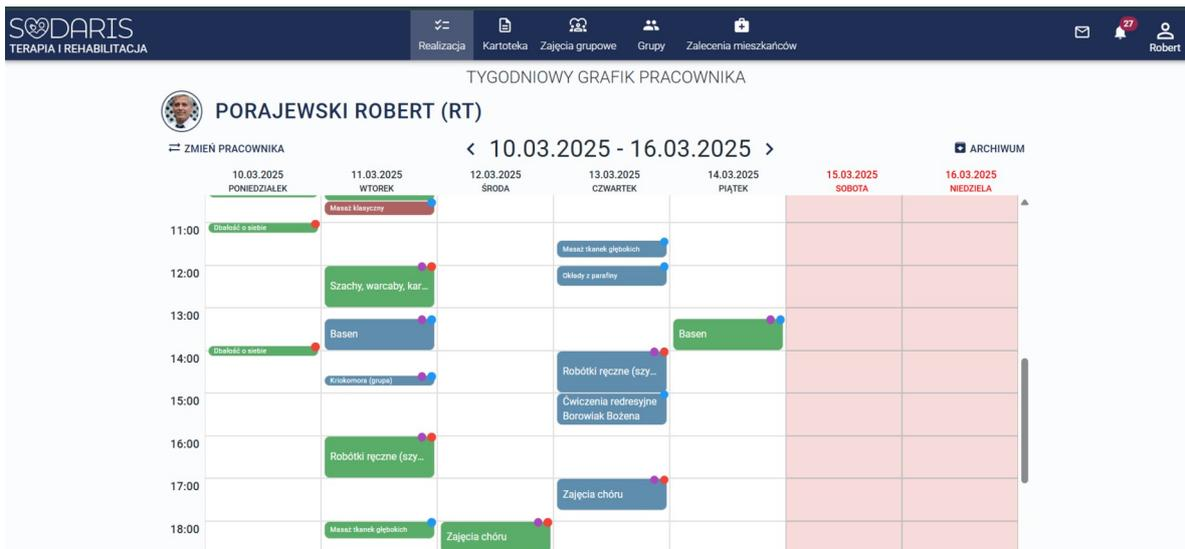 SODARIS
TERAPIA I REHABILITACJA
Realizacja
Kartoteka
Zajęcia grupowe
Grupy
Zalecenia mieszkańców
27
Robert
TYGODNIOWY GRAFIK PRACOWNIKA
PORAJEWSKI ROBERT (RT)
ZMIEŃ PRACOWNIKA
10.03.2025 - 16.03.2025
ARCHIWUM
10.03.2025
PONIEDZIAŁEK
11.03.2025
WTOREK
12.03.2025
ŚRODA
13.03.2025
CZWARTEK
14.03.2025
PIĄTEK
15.03.2025
SOBOTA
16.03.2025
NIEDZIELA
Masaż klasyczny
11:00
Dbałość o siebie
Masaż tkanek głębokich
12:00
Szachy, warcaby, kar...
Okłady z parafiny
13:00
Basen
Basen
14:00
Dbałość o siebie
Robótki ręczne (szy...
Kriokomora (grupa)
15:00
Ćwiczenia redresyjne
Borowiak Bożena
16:00
Robótki ręczne (szy...
17:00
Zajęcia chóru
18:00
Masaż tkanek głębokich
Zajęcia chóru